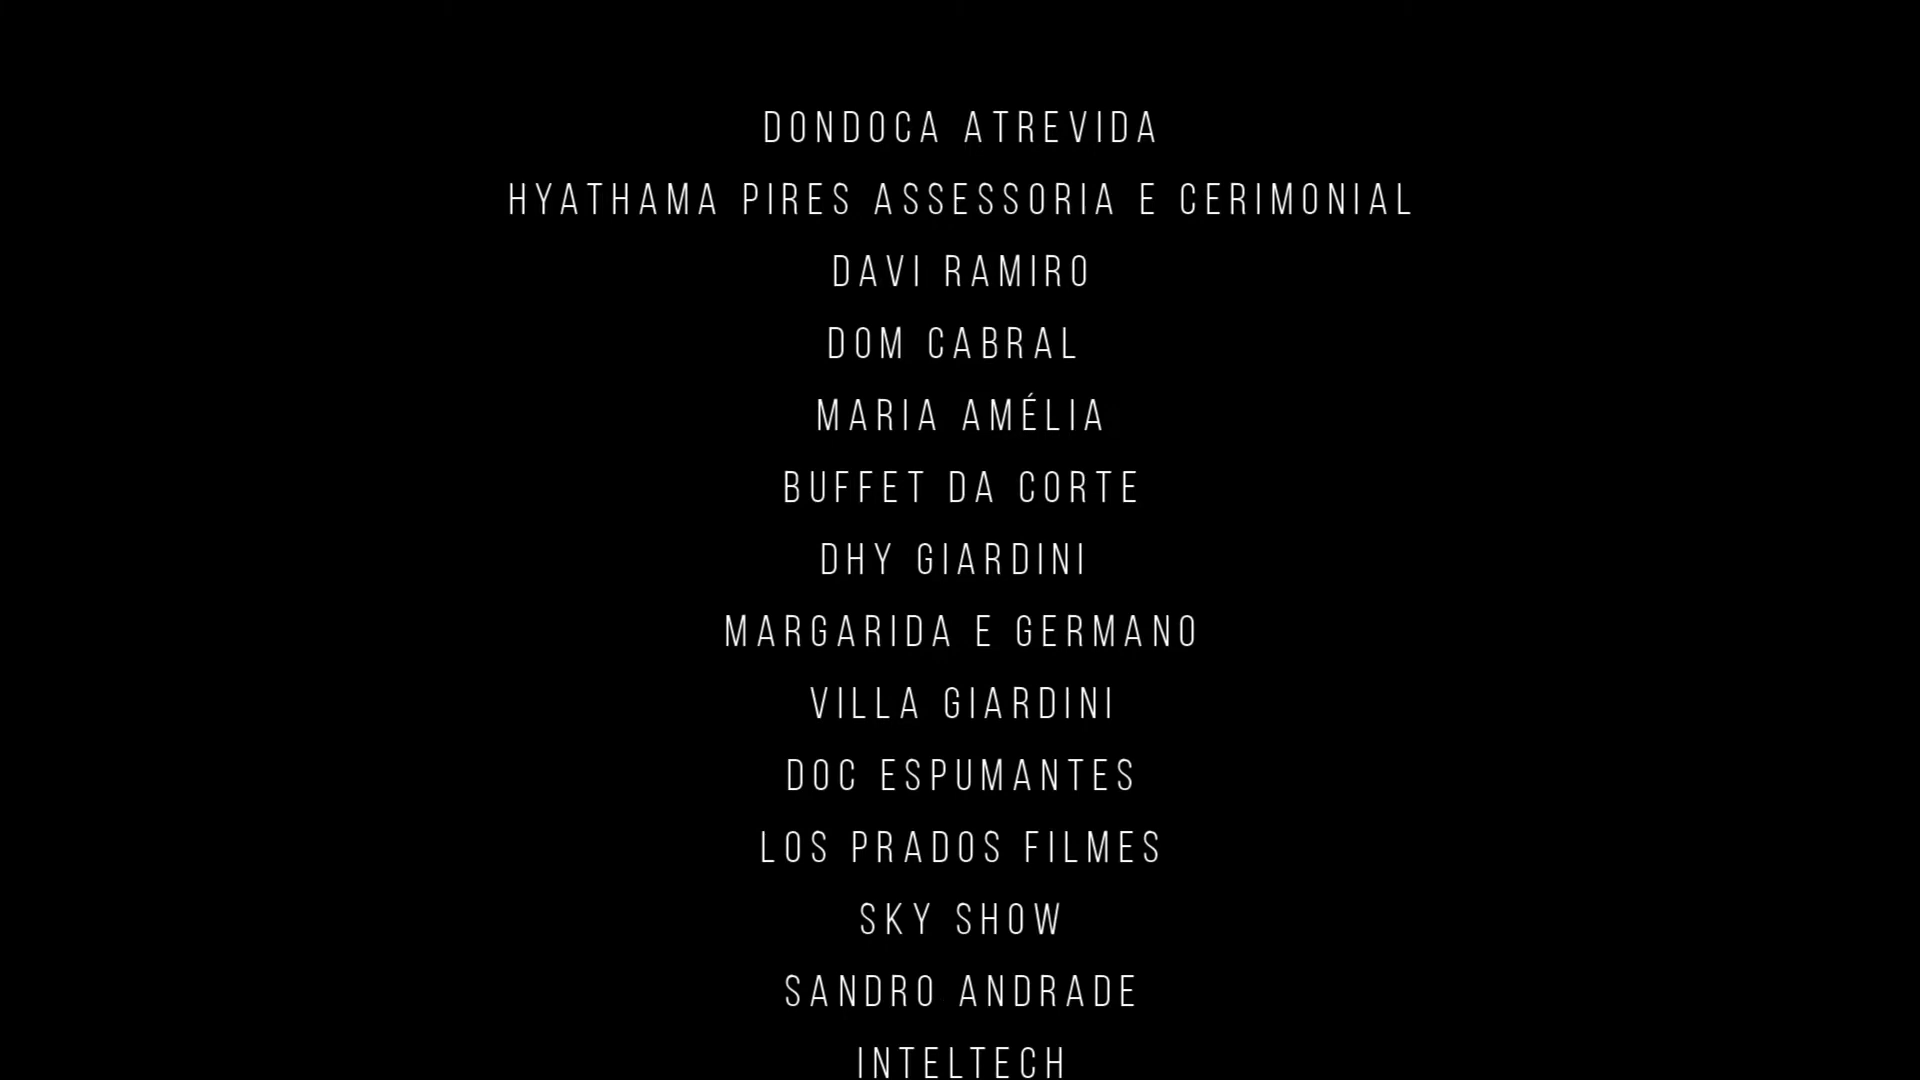 DONDOCA ATREVIDA
HYATHAMA PIRES ASSESSORIA E CERIMONIAL
DAVI RAMIRO
DOM CABRAL
MARIA AMÉLIA
BUFFET DA CORTE
DHY GIARDINI
MARGARIDA E GERMANO
VILLA GIARDINI
DOC ESPUMANTES
LOS PRADOS FILMES
SKY SHOW
SANDRO ANDRADE
INTELTECH